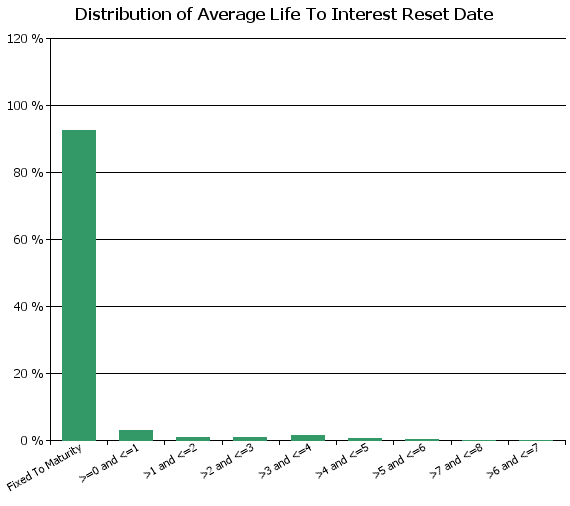 Distribution of Average Life To Interest Reset Date
120 %
100 %
80 %
60 %
40 %
20 %
0 %
Fixed To Maturity
>=0 and <=1
>1 and <=2
>2 and <=3
>3 and <=4
>4 and <=5
>5 and <=6
>7 and <=8
>6 and <=7